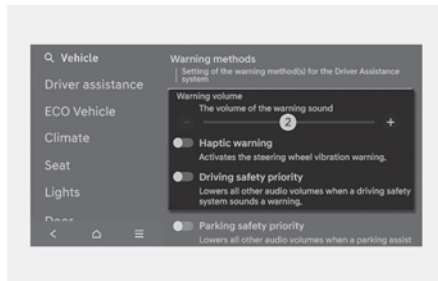 Vehicle
Driver assistance
ECO Vehicle
Climate
Seat
Lights
Door
Warning methods
Setting of the warning method(s) for the Driver Assistance
system
Warning volume
The volume of the warning sound
− 2 +
Haptic warning
Activates the steering wheel vibration warning.
Driving safety priority
Lowers all other audio volumes when a driving safety
system sounds a warning.
Parking safety priority
Lowers all other audio volumes when a parking assist